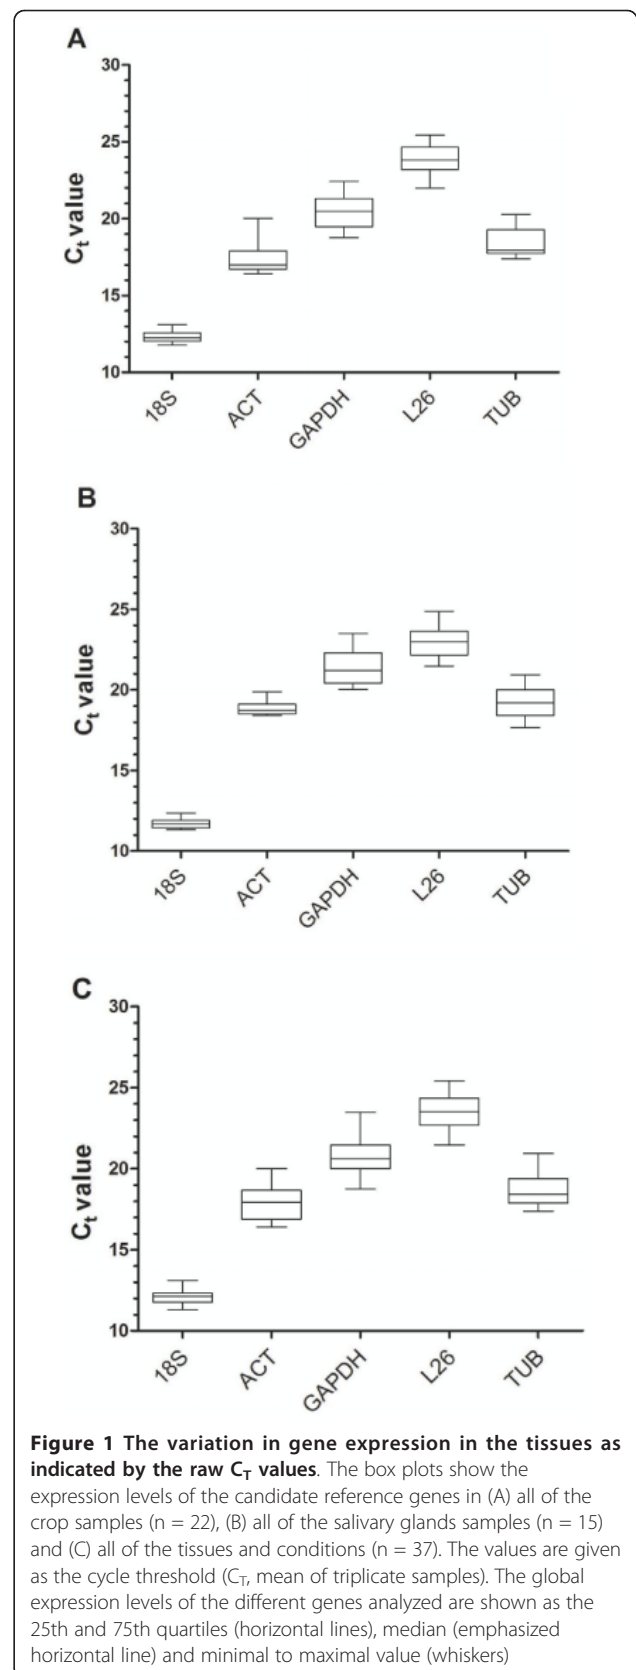 A
30
25
20
15
10
Ct value
18S
ACT
GAPDH
L26
TUB
B
30
25
20
15
10
Ct value
18S
ACT
GAPDH
L26
TUB
C
30
25
20
15
10
Ct value
18S
ACT
GAPDH
L26
TUB
Figure 1 The variation in gene expression in the tissues as
indicated by the raw CT values. The box plots show the
expression levels of the candidate reference genes in (A) all of the
crop samples (n = 22), (B) all of the salivary glands samples (n = 15)
and (C) all of the tissues and conditions (n = 37). The values are given
as the cycle threshold (CT, mean of triplicate samples). The global
expression levels of the different genes analyzed are shown as the
25th and 75th quartiles (horizontal lines), median (emphasized
horizontal line) and minimal to maximal value (whiskers)